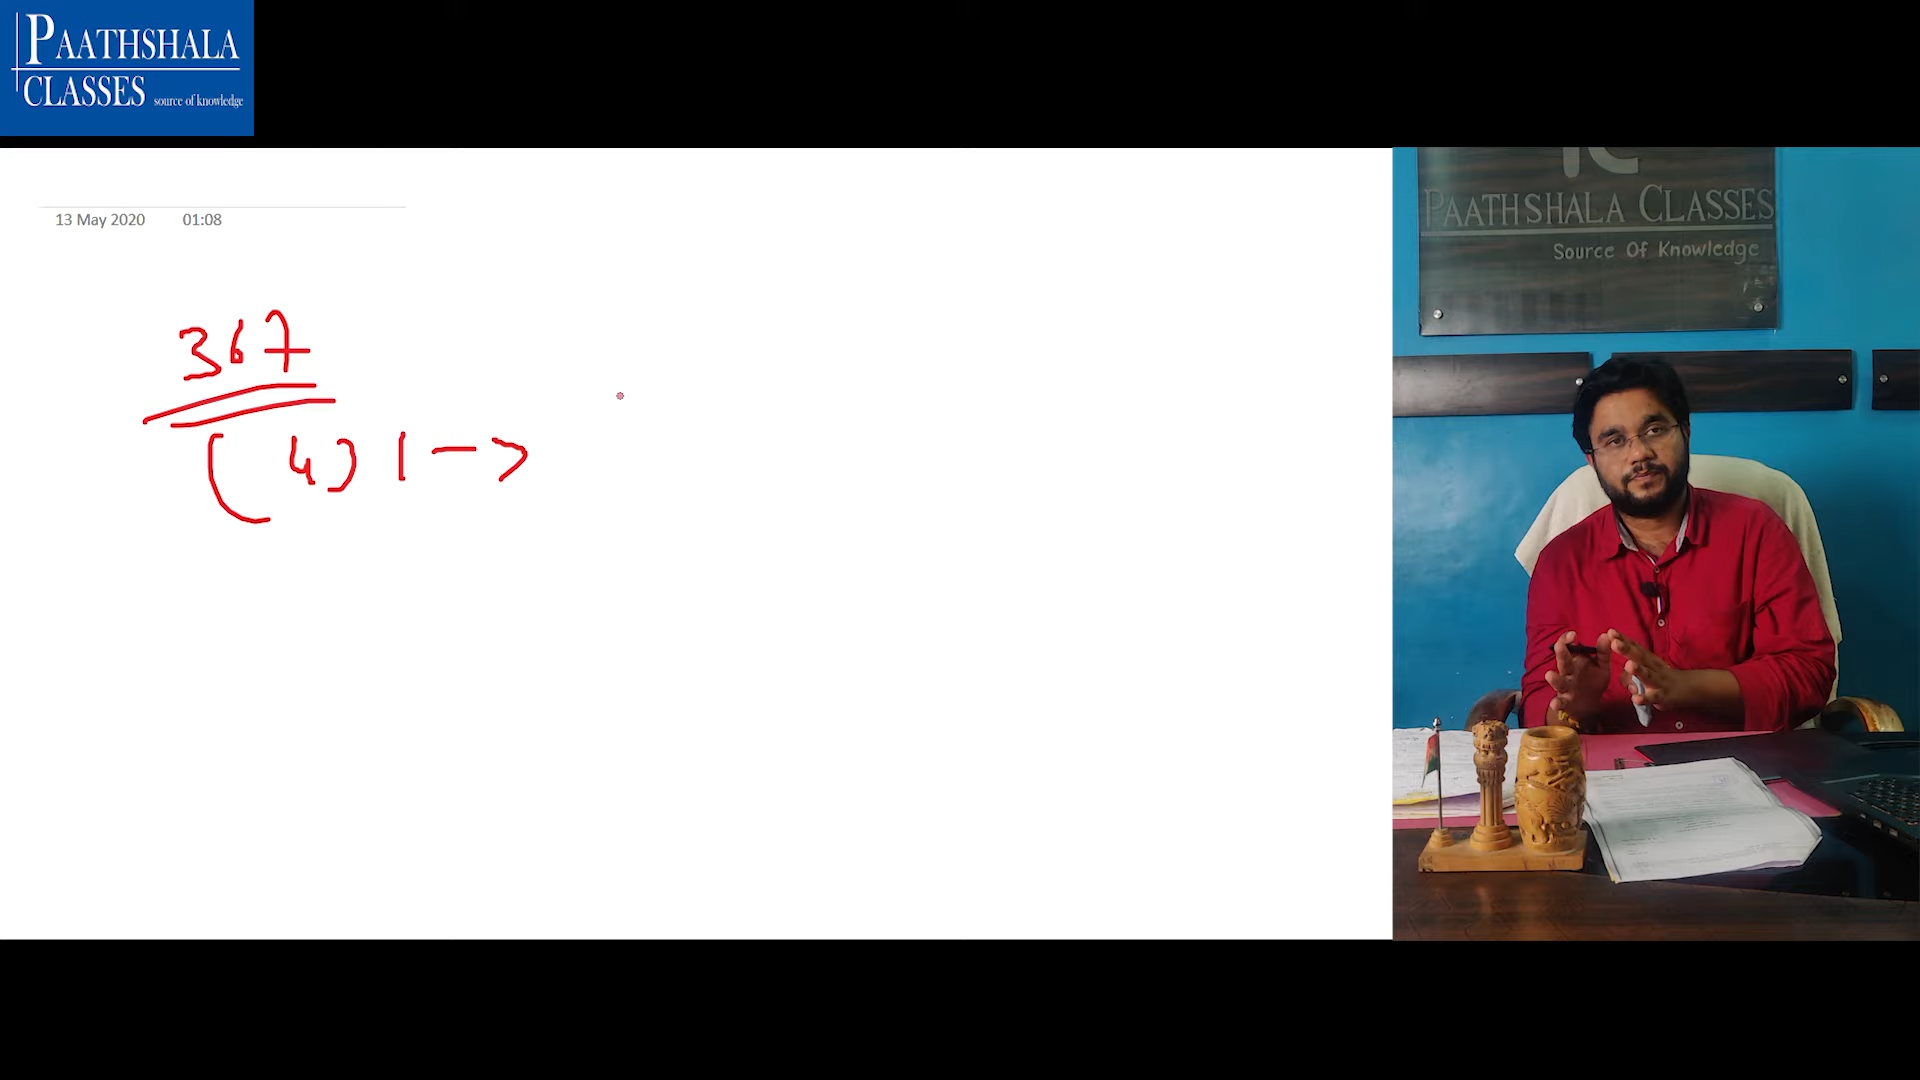 PAATHSHALA
CLASSES source of knowledge
13 May 2020 01:08
PAATHSHALA CLASSES
Source Of Knowledge
367
(4) 1 ->